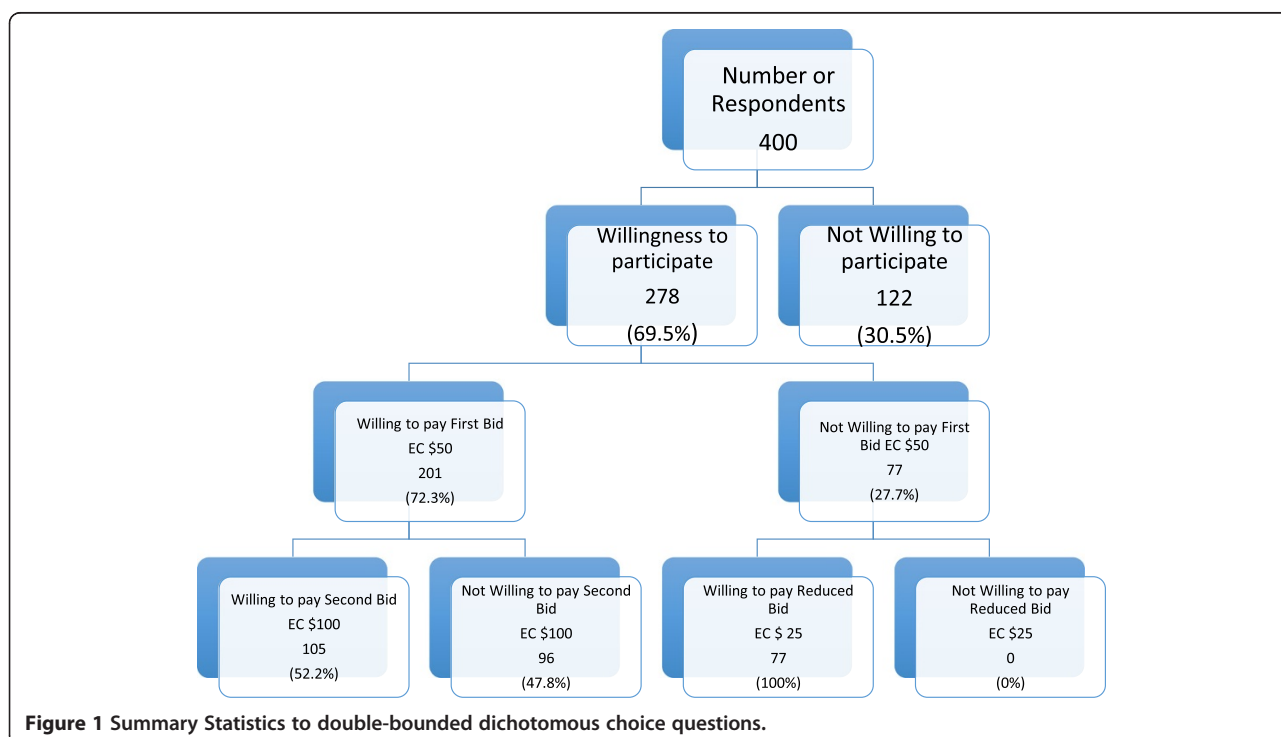 Number or
Respondents
400
Willingness to
participate
278
(69.5%)
Not Willing to
participate
122
(30.5%)
Willing to pay First Bid
EC $50
201
(72.3%)
Not Willing to pay First
Bid EC $50
77
(27.7%)
Willing to pay Second Bid
EC $100
105
(52.2%)
Not Willing to pay Second
Bid
EC $100
96
(47.8%)
Willing to pay Reduced
Bid
EC $ 25
77
(100%)
Not Willing to pay
Reduced Bid
EC $25
0
(0%)
Figure 1 Summary Statistics to double-bounded dichotomous choice questions.